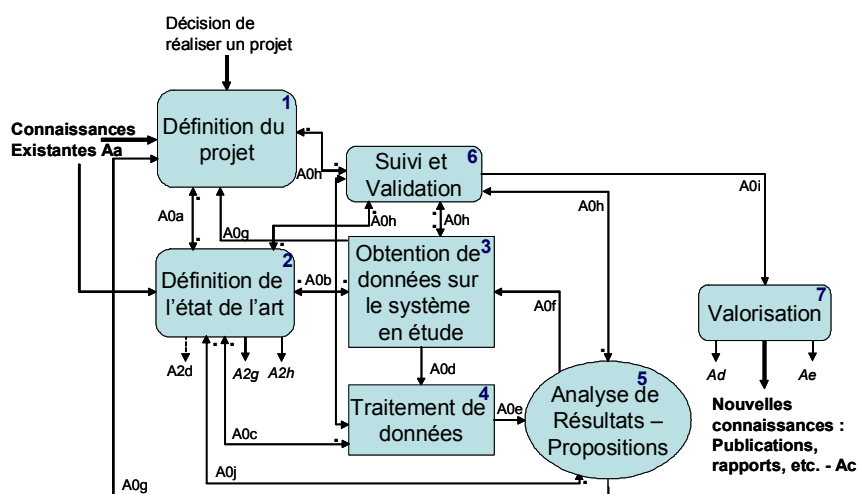 Décision de
réaliser un projet
1
Définition du
projet
Connaissances
Existantes Aa
6
Suivi et
Validation
A0h
A0i
A0a
A0g
A0h
A0h
A0h
2
Définition de
l'état de l'art
A0b
3
Obtention de
données sur
le système
en étude
A0f
7
Valorisation
A2d
A2g
A2h
A0d
Ad
Ae
4
Traitement de
données
A0e
5
Analyse de
Résultats –
Propositions
Nouvelles
connaissances :
Publications,
rapports, etc. - Ac
A0c
A0j
A0g